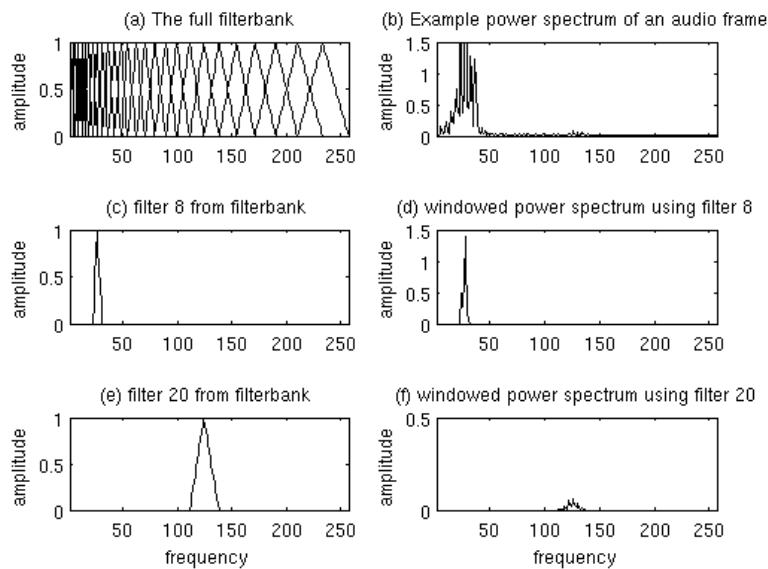 (a) The full filterbank
amplitude
1
0.5
0
50 100 150 200 250
(b) Example power spectrum of an audio frame
amplitude
1.5
1
0.5
0
50 100 150 200 250
(c) filter 8 from filterbank
amplitude
1
0.5
0
50 100 150 200 250
(d) windowed power spectrum using filter 8
amplitude
1.5
1
0.5
0
50 100 150 200 250
(e) filter 20 from filterbank
amplitude
1
0.5
0
50 100 150 200 250
frequency
(f) windowed power spectrum using filter 20
amplitude
0.5
0
50 100 150 200 250
frequency